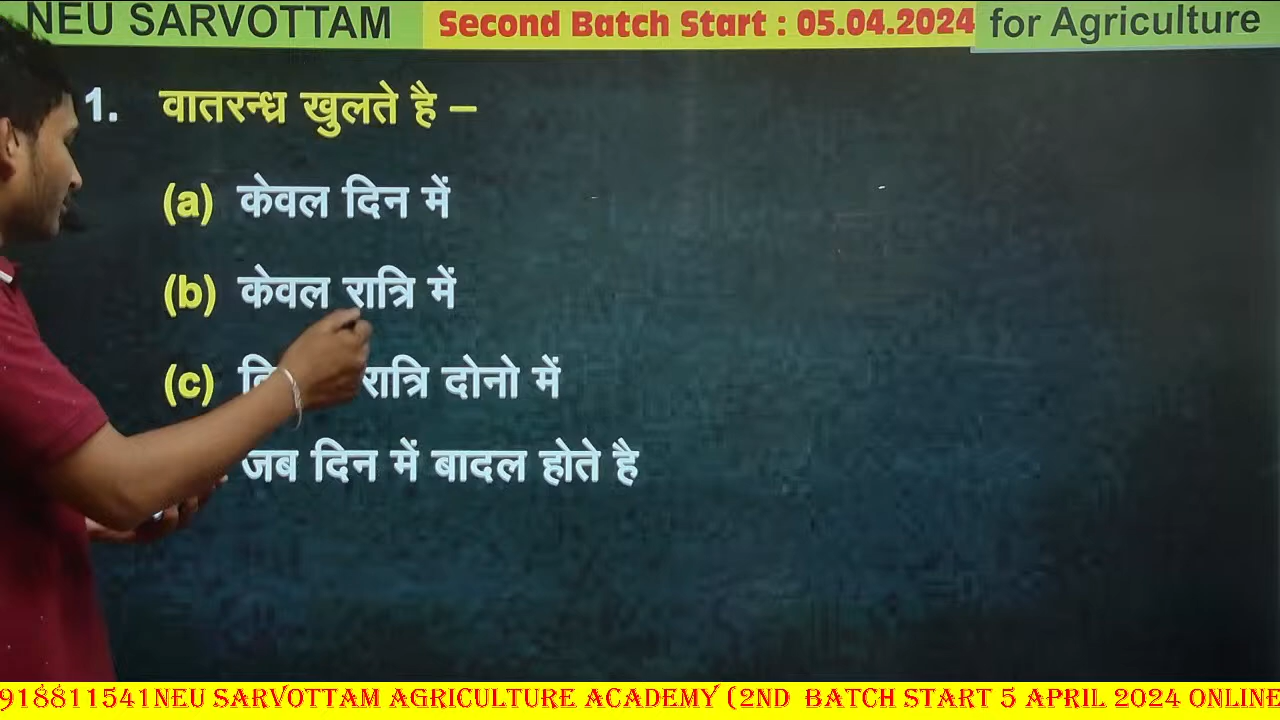 NEU SARVOTTAM Second Batch Start : 05.04.2024 for Agriculture
1. वातरन्ध्र खुलते है –
(a) केवल दिन में
(b) केवल रात्रि में
(c) रात्रि दोनो में
जब दिन में बादल होते है
918811541NEU SARVOTTAM AGRICULTURE ACADEMY (2ND BATCH START 5 APRIL 2024 ONLINE